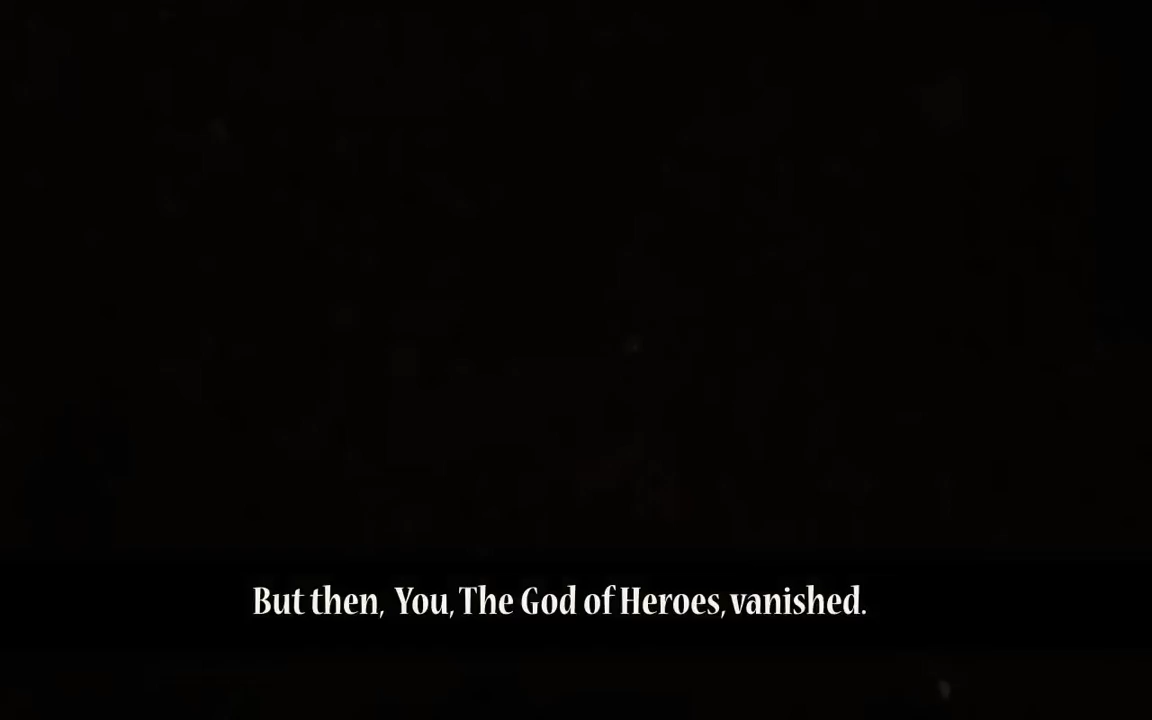 But then, You, The God of Heroes, vanished.